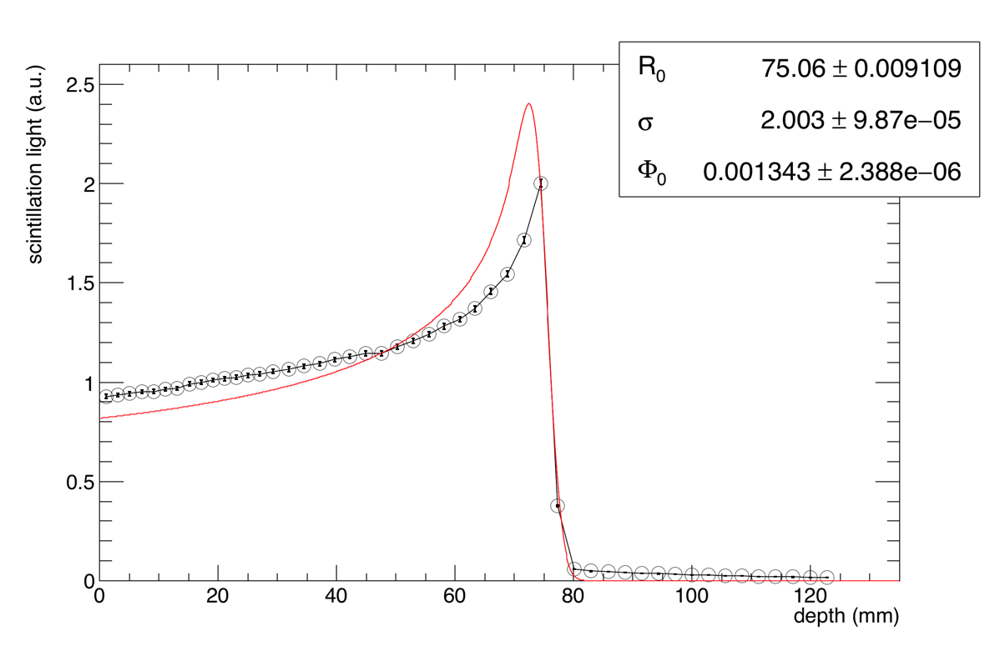 R₀ 75.06 ± 0.009109
σ 2.003 ± 9.87e−05
Φ₀ 0.001343 ± 2.388e−06
scintillation light (a.u.)
2.5
2
1.5
1
0.5
0
0 20 40 60 80 100 120
depth (mm)